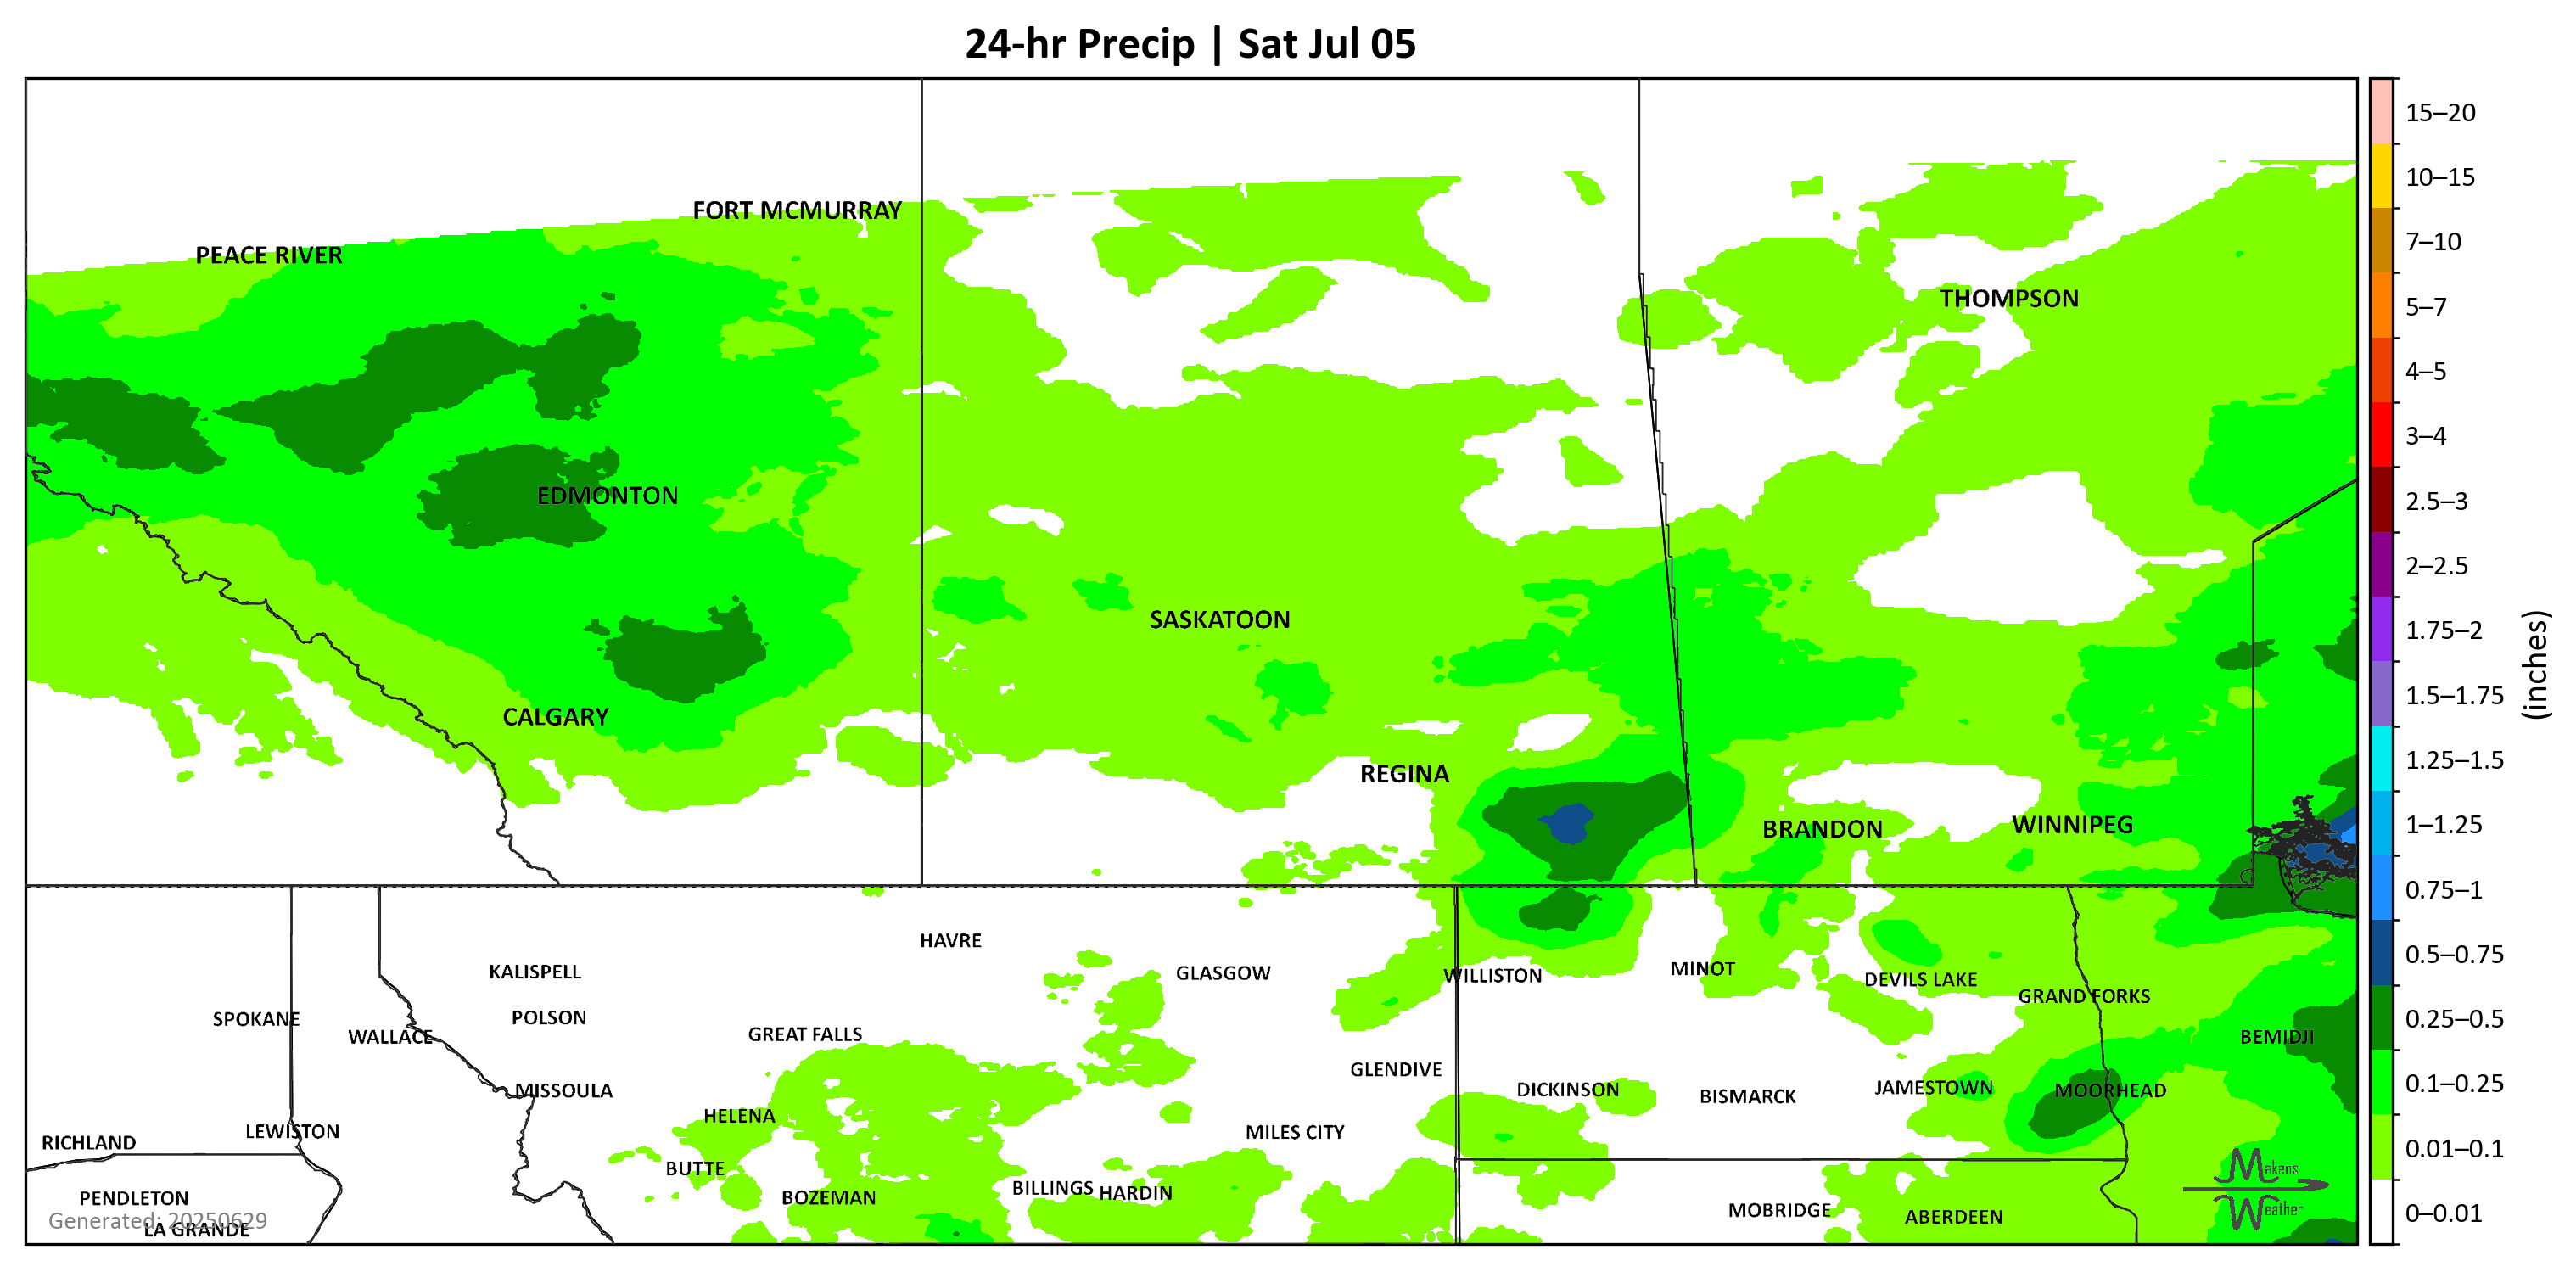 24-hr Precip | Sat Jul 05
FORT MCMURRAY
PEACE RIVER
THOMPSON
EDMONTON
SASKATOON
CALGARY
REGINA
BRANDON
WINNIPEG
HAVRE
KALISPELL
GLASGOW
WILLISTON
MINOT
DEVILS LAKE
GRAND FORKS
SPOKANE
WALLACE
POLSON
GREAT FALLS
BEMIDJI
GLENDIVE
MISSOULA
DICKINSON
BISMARCK
JAMESTOWN
MOORHEAD
HELENA
RICHLAND
LEWISTON
MILES CITY
BUTTE
BOZEMAN
BILLINGS
HARDIN
PENDLETON
MOBRIDGE
ABERDEEN
Generated: 20250629
LA GRANDE
Mekens
Weather
15–20
10–15
7–10
5–7
4–5
3–4
2.5–3
2–2.5
1.75–2
1.5–1.75
1.25–1.5
1–1.25
0.75–1
0.5–0.75
0.25–0.5
0.1–0.25
0.01–0.1
0–0.01
(inches)